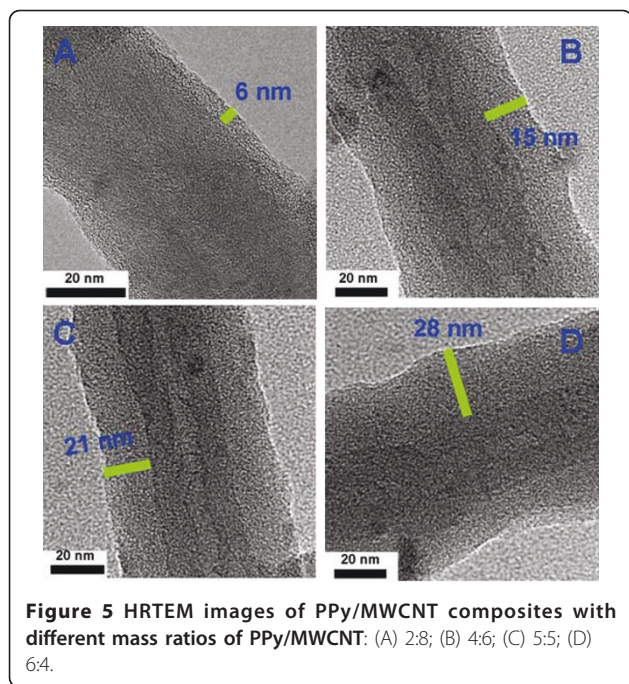 A
6 nm
20 nm
B
15 nm
20 nm
C
21 nm
20 nm
28 nm
D
20 nm
Figure 5 HRTEM images of PPy/MWCNT composites with
different mass ratios of PPy/MWCNT: (A) 2:8; (B) 4:6; (C) 5:5; (D)
6:4.